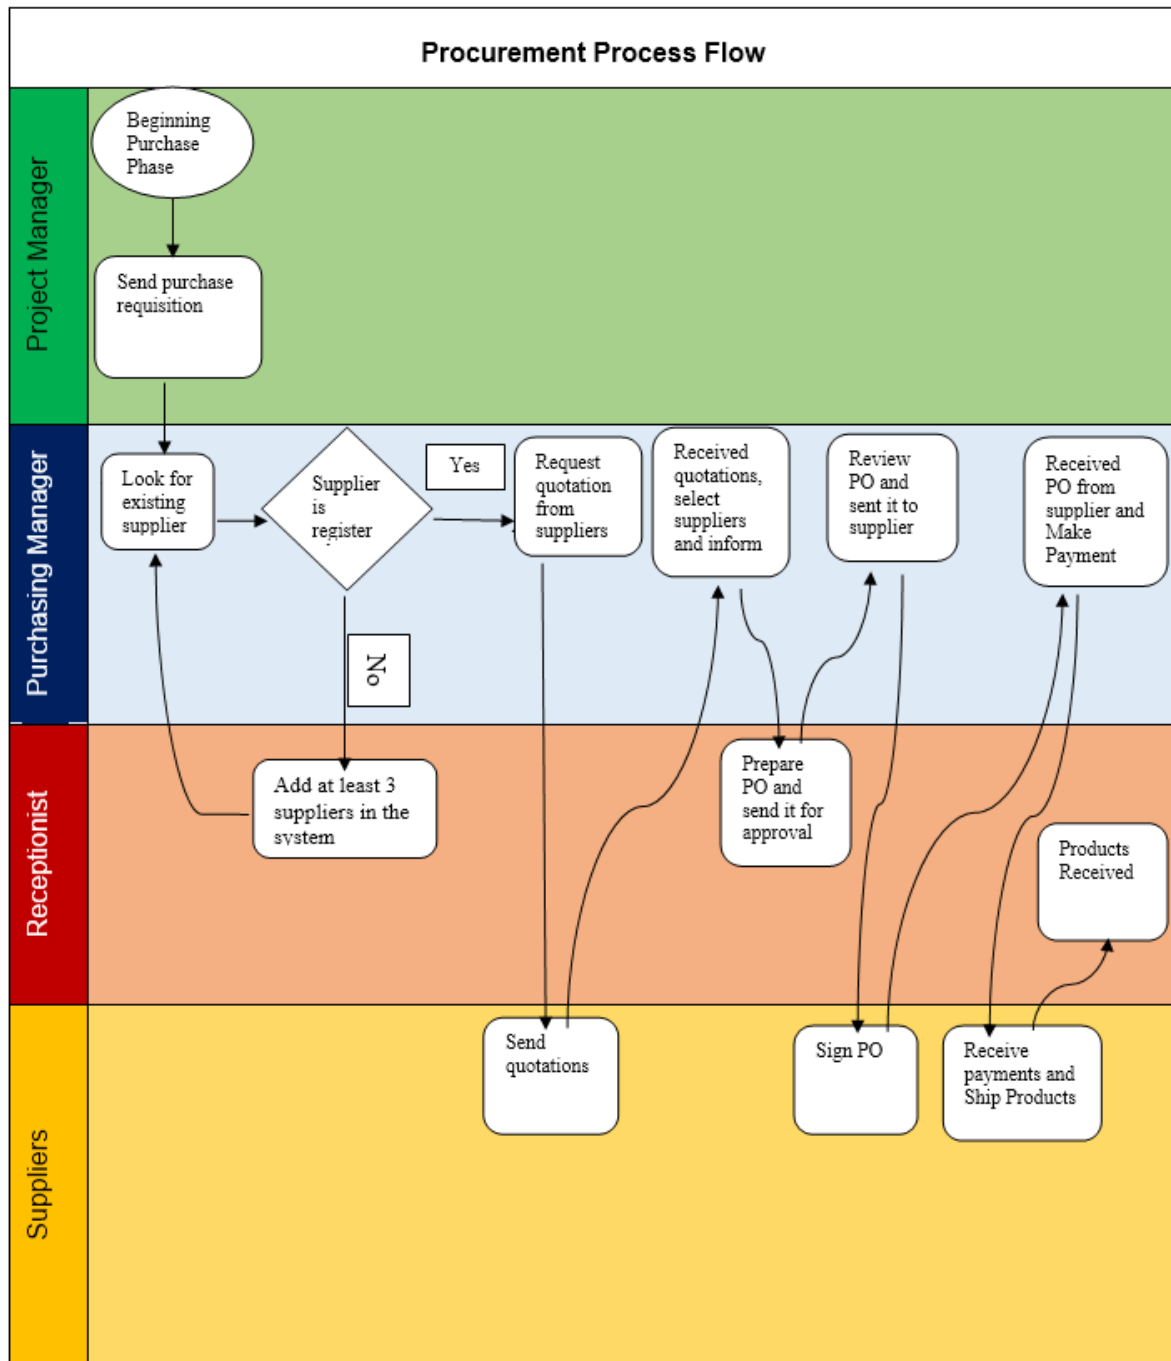 Procurement Process Flow
Project Manager
Beginning
Purchase
Phase
Send purchase
requisition
Purchasing Manager
Look for
existing
supplier
Supplier
is
register
Yes
No
Request
quotation
from
suppliers
Received
quotations,
select
suppliers
and inform
Review
PO and
sent it to
supplier
Received
PO from
supplier and
Make
Payment
Receptionist
Add at least 3
suppliers in the
system
Prepare
PO and
send it for
approval
Products
Received
Suppliers
Send
quotations
Sign PO
Receive
payments and
Ship Products